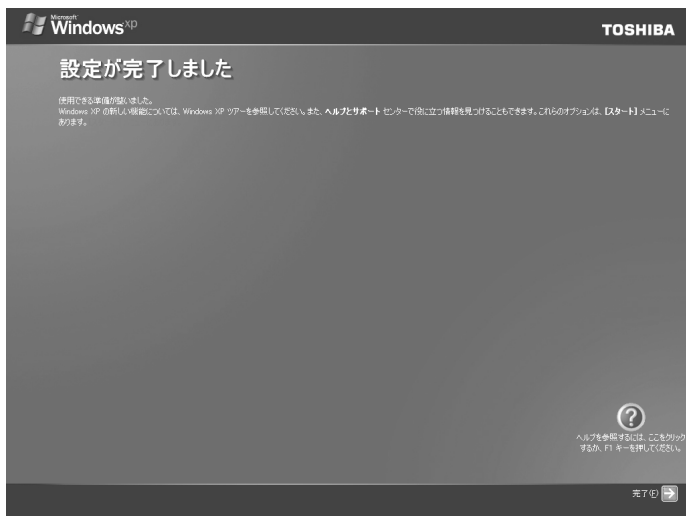 Microsoft
Windows xp
TOSHIBA
設定が完了しました
使用できる準備が整いました。
Windows XP の新しい機能については、Windows XP ツアーを参照してください。また、ヘルプとサポート センターで役に立つ情報を見つけることもできます。これらのオプションは、[スタート] メニューに
あります。
ヘルプを参照するには、ここをクリック
するか、F1 キーを押してください。
完了(F)